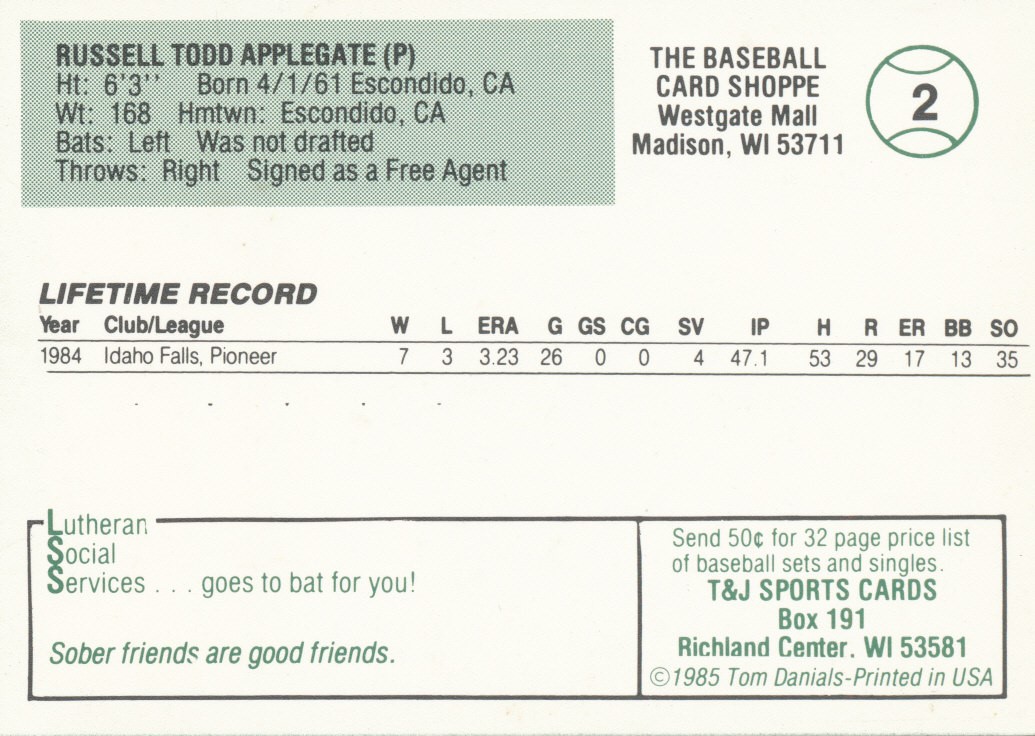 RUSSELL TODD APPLEGATE (P)
Ht: 6'3'' Born 4/1/61 Escondido, CA
Wt: 168 Hmtwn: Escondido, CA
Bats: Left Was not drafted
Throws: Right Signed as a Free Agent
THE BASEBALL
CARD SHOPPE
Westgate Mall
Madison, WI 53711
2
LIFETIME RECORD
Year Club/League W L ERA G GS CG SV IP H R ER BB SO
1984 Idaho Falls, Pioneer 7 3 3.23 26 0 0 4 47.1 53 29 17 13 35
Lutheran
Social
Services . . . goes to bat for you!
Sober friends are good friends.
Send 50¢ for 32 page price list
of baseball sets and singles.
T&J SPORTS CARDS
Box 191
Richland Center. WI 53581
©1985 Tom Danials-Printed in USA